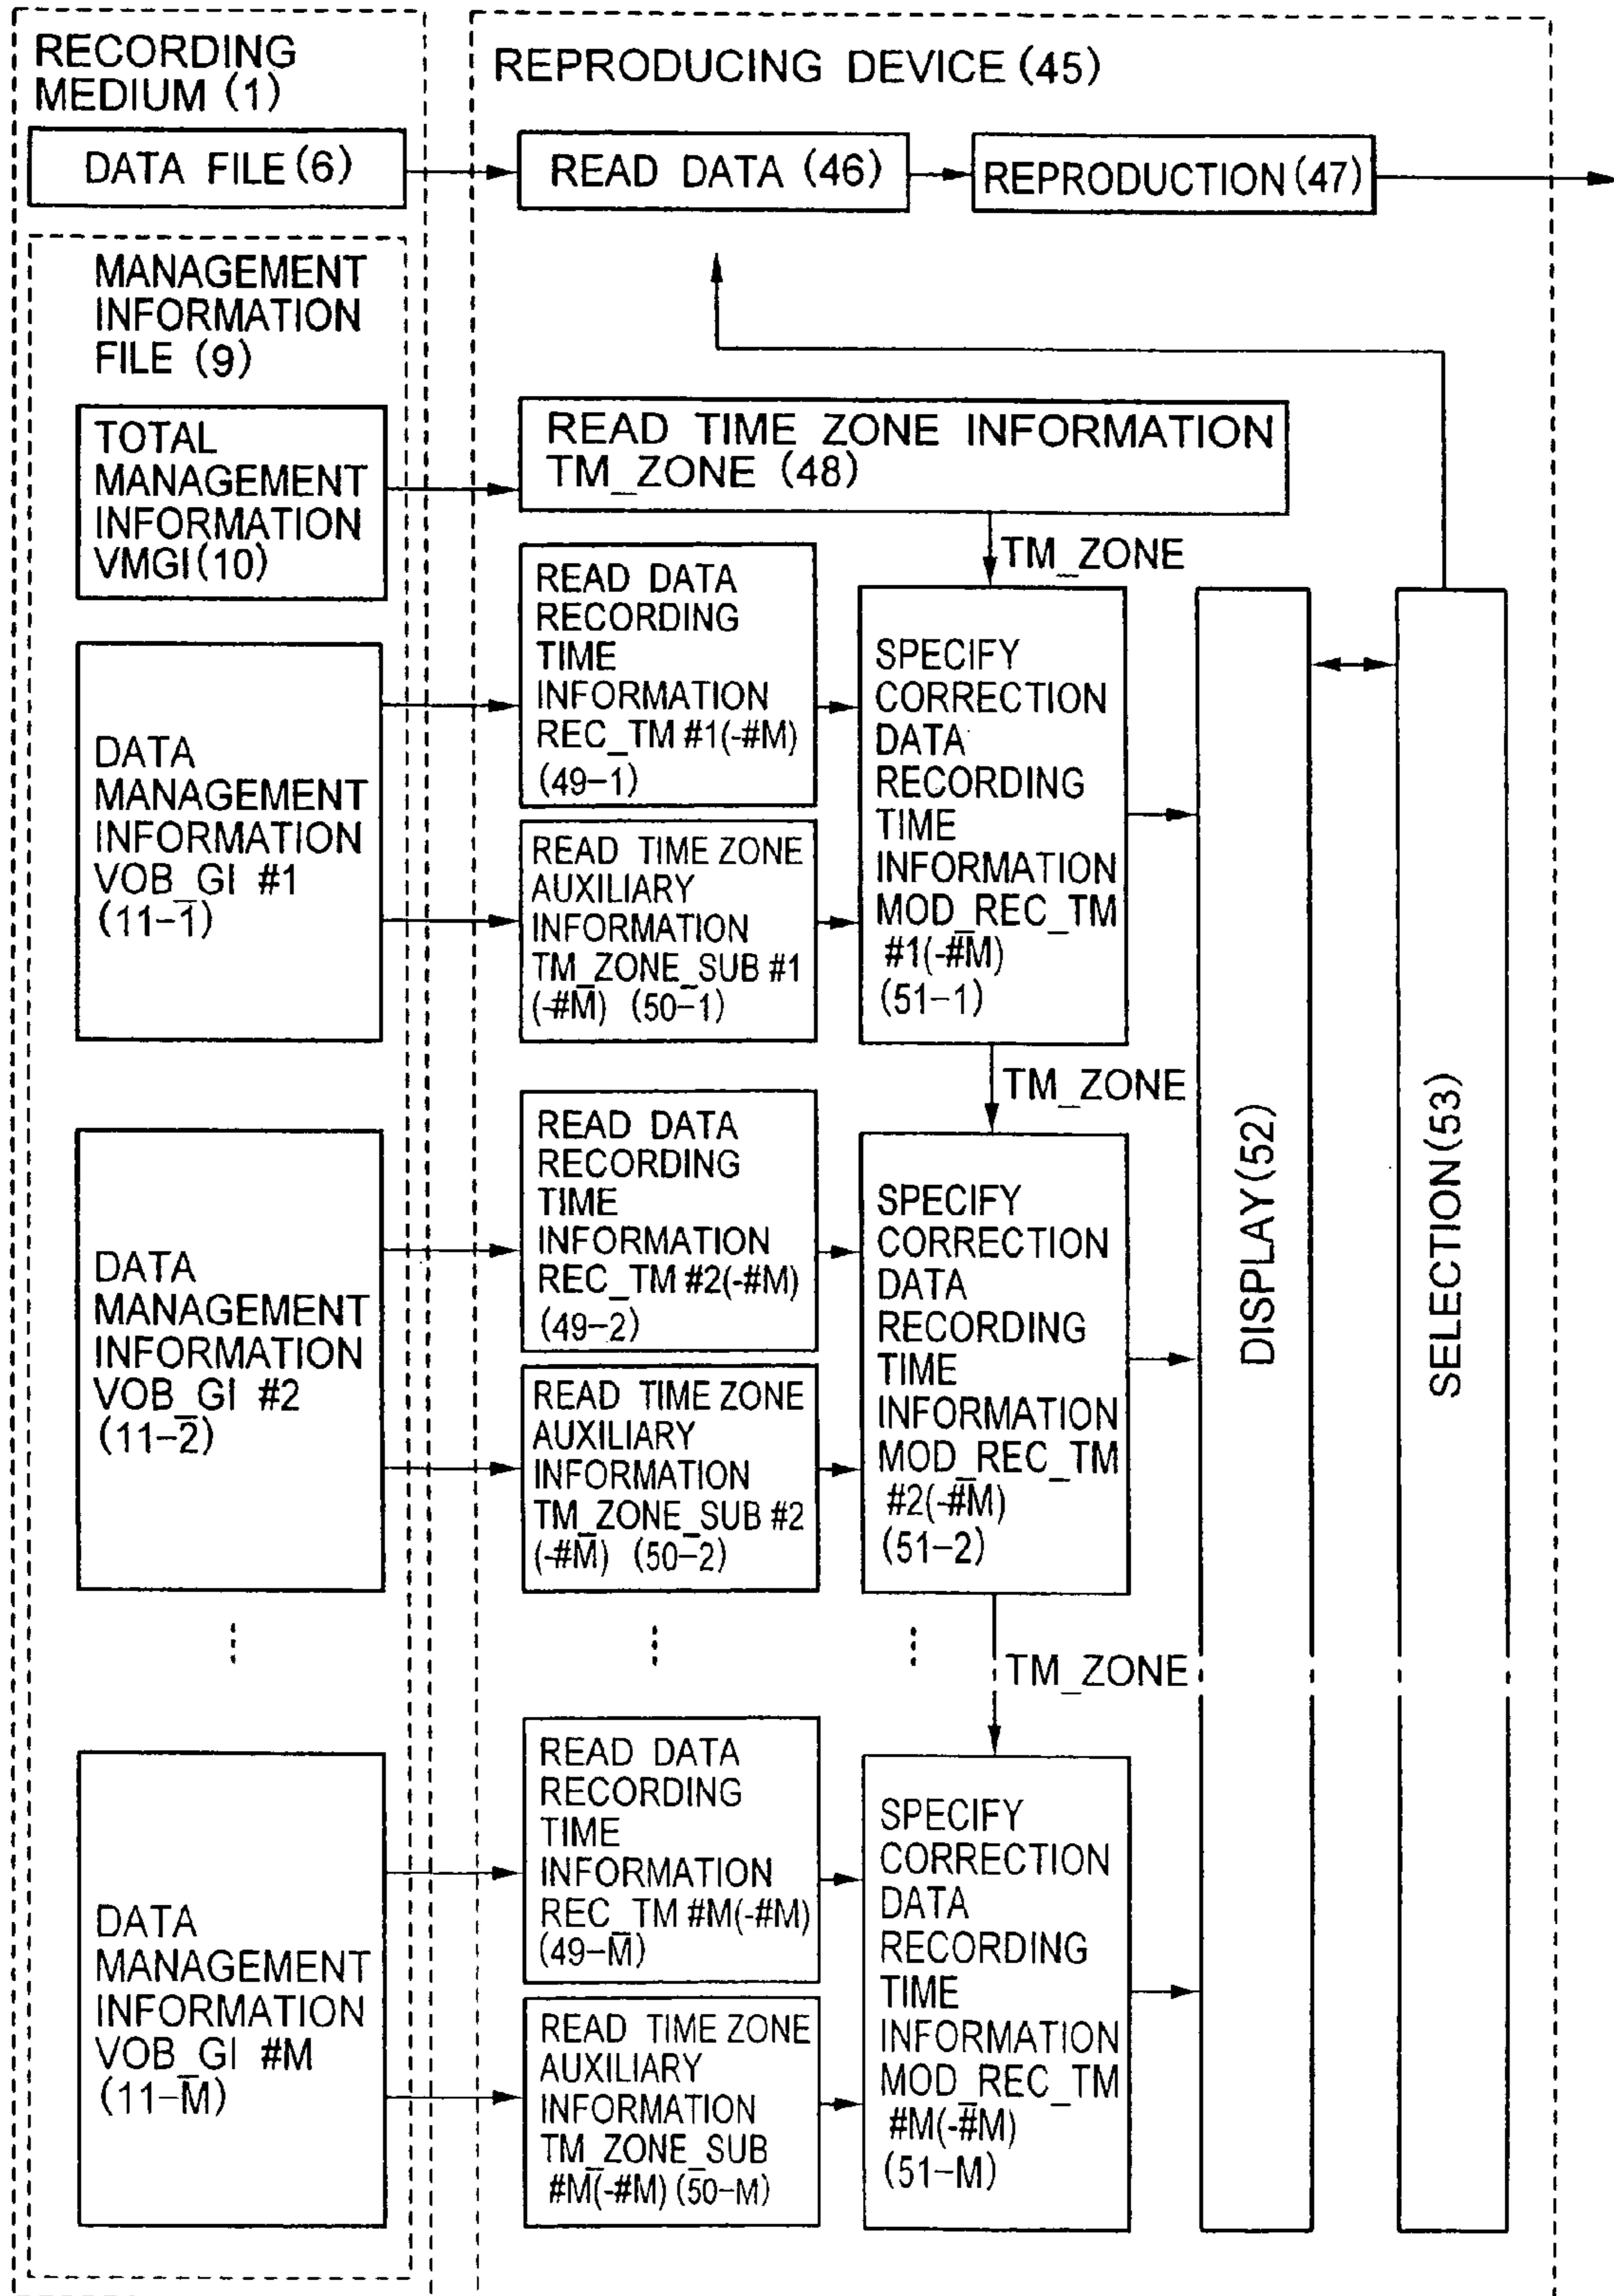 RECORDING
MEDIUM (1)
REPRODUCING DEVICE (45)
DATA FILE (6)
READ DATA (46)
REPRODUCTION (47)
MANAGEMENT
INFORMATION
FILE (9)
TOTAL
MANAGEMENT
INFORMATION
VMGI (10)
READ TIME ZONE INFORMATION
TM_ZONE (48)
TM_ZONE
DATA
MANAGEMENT
INFORMATION
VOB_GI #1
(11-1)
READ DATA
RECORDING
TIME
INFORMATION
REC_TM #1(-#M)
(49-1)
READ TIME ZONE
AUXILIARY
INFORMATION
TM_ZONE_SUB #1
(-#M) (50-1)
SPECIFY
CORRECTION
DATA
RECORDING
TIME
INFORMATION
MOD_REC_TM
#1(-#M)
(51-1)
TM_ZONE
DISPLAY (52)
SELECTION (53)
DATA
MANAGEMENT
INFORMATION
VOB_GI #2
(11-2)
READ DATA
RECORDING
TIME
INFORMATION
REC_TM #2(-#M)
(49-2)
READ TIME ZONE
AUXILIARY
INFORMATION
TM_ZONE_SUB #2
(-#M) (50-2)
SPECIFY
CORRECTION
DATA
RECORDING
TIME
INFORMATION
MOD_REC_TM
#2(-#M)
(51-2)
TM_ZONE
DATA
MANAGEMENT
INFORMATION
VOB_GI #M
(11-M)
READ DATA
RECORDING
TIME
INFORMATION
REC_TM #M(-#M)
(49-M)
READ TIME ZONE
AUXILIARY
INFORMATION
TM_ZONE_SUB
#M(-#M) (50-M)
SPECIFY
CORRECTION
DATA
RECORDING
TIME
INFORMATION
MOD_REC_TM
#M(-#M)
(51-M)